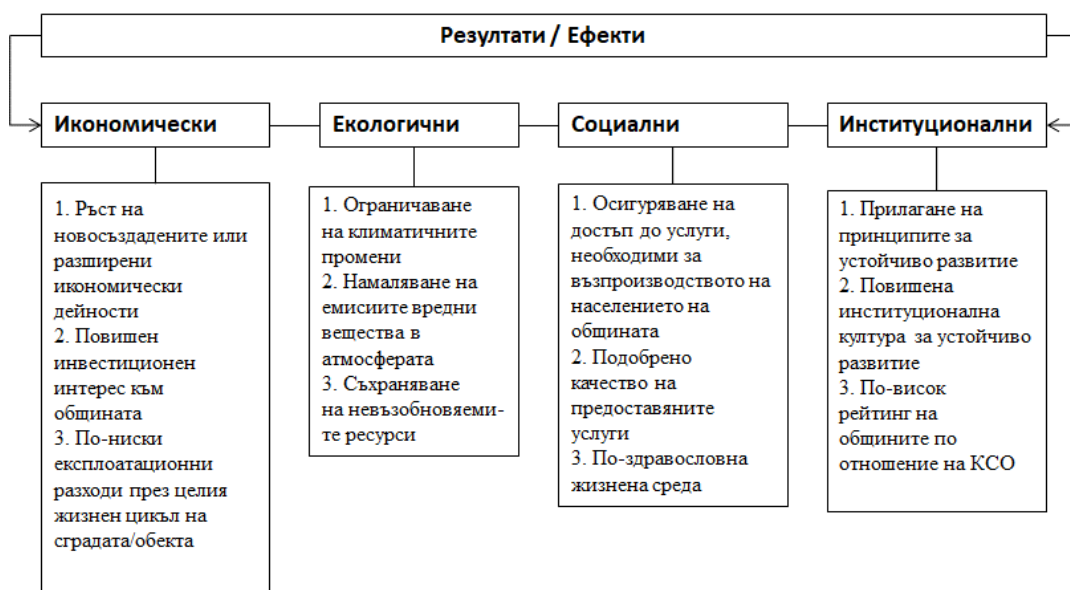 Резултати / Ефекти
Икономически
1. Ръст на
новосъздадените или
разширени
икономически
дейности
2. Повишен
инвестиционен
интерес към
общината
3. По-ниски
експлоатационни
разходи през целия
жизнен цикъл на
сградата/обекта
Екологични
1. Ограничаване
на климатичните
промени
2. Намаляване на
емисиите вредни
вещества в
атмосферата
3. Съхраняване
на невъзобновяеми-
те ресурси
Социални
1. Осигуряване на
достъп до услуги,
необходими за
възпроизводството на
населението на
общината
2. Подобрено
качество на
предоставяните
услуги
3. По-здравословна
жизнена среда
Институционални
1. Прилагане на
принципите за
устойчиво развитие
2. Повишена
институционална
култура за устойчиво
развитие
3. По-висок
рейтинг на
общините по
отношение на КСО